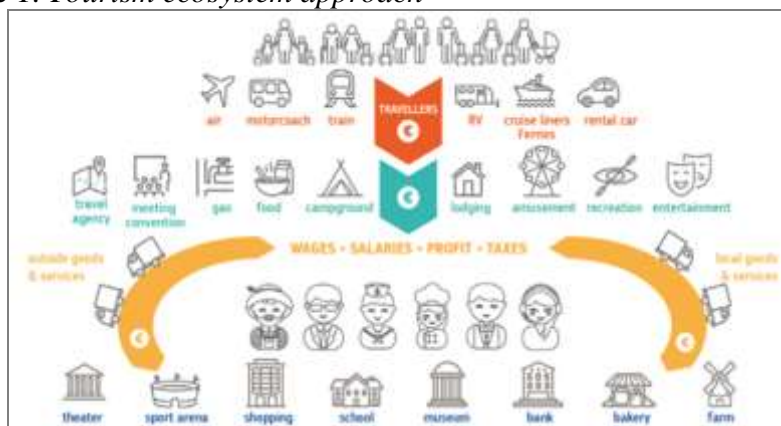 1. Tourism ecosystem approach
TRAVELLERS
€
air motorcoach train RV cruise liners rental car
Ferries
€
travel meeting gas food campground lodging amusement recreation entertainment
agency convention
WAGES • SALARIES • PROFIT • TAXES
outside goods local goods
& services & services
€ €
theater sport arena shopping school museum bank bakery farm